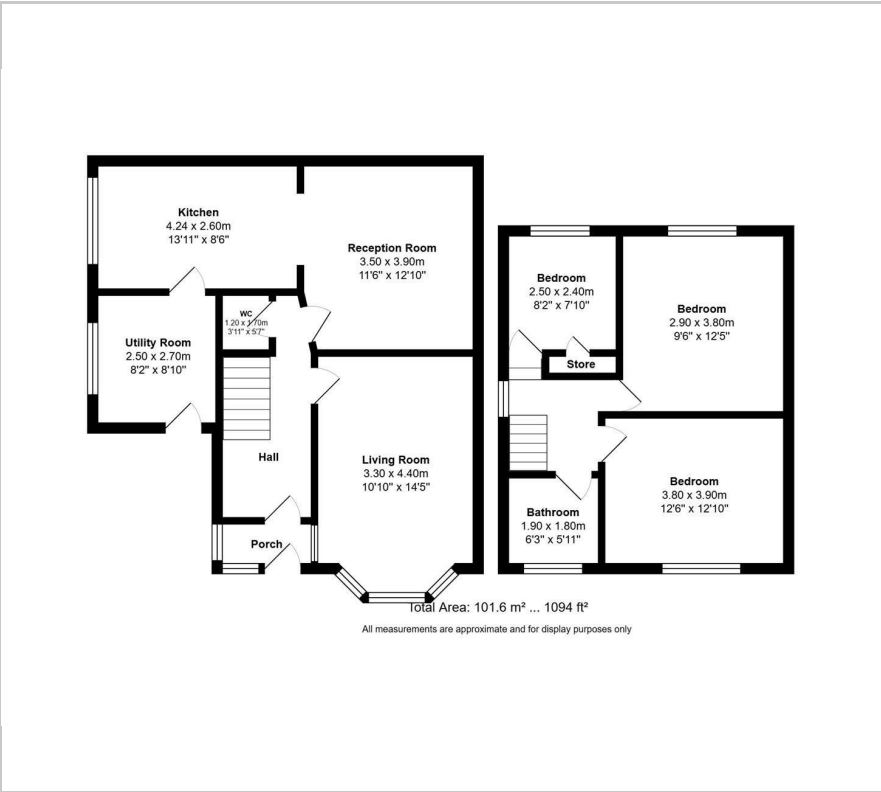 Kitchen
4.24 x 2.60m
13'11" x 8'6"
Reception Room
3.50 x 3.90m
11'6" x 12'10"
WC
1.20 x 1.70m
3'11" x 5'7"
Utility Room
2.50 x 2.70m
8'2" x 8'10"
Hall
Living Room
3.30 x 4.40m
10'10" x 14'5"
Porch
Bedroom
2.50 x 2.40m
8'2" x 7'10"
Bedroom
2.90 x 3.80m
9'6" x 12'5"
Store
Bedroom
3.80 x 3.90m
12'6" x 12'10"
Bathroom
1.90 x 1.80m
6'3" x 5'11"
Total Area: 101.6 m² ... 1094 ft²
All measurements are approximate and for display purposes only